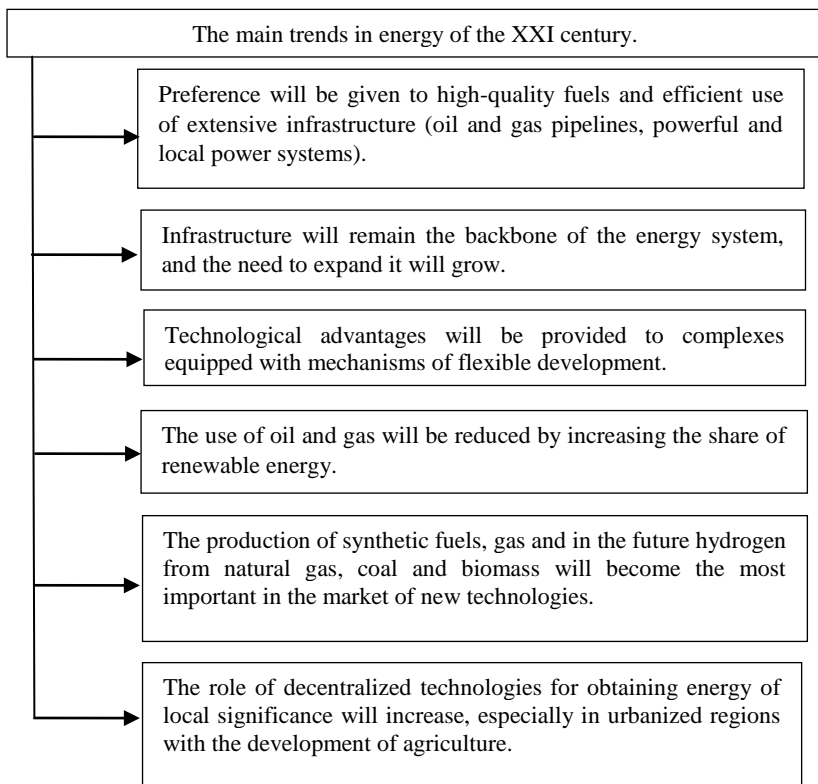 The main trends in energy of the XXI century.
Preference will be given to high-quality fuels and efficient use
of extensive infrastructure (oil and gas pipelines, powerful and
local power systems).
Infrastructure will remain the backbone of the energy system,
and the need to expand it will grow.
Technological advantages will be provided to complexes
equipped with mechanisms of flexible development.
The use of oil and gas will be reduced by increasing the share of
renewable energy.
The production of synthetic fuels, gas and in the future hydrogen
from natural gas, coal and biomass will become the most
important in the market of new technologies.
The role of decentralized technologies for obtaining energy of
local significance will increase, especially in urbanized regions
with the development of agriculture.